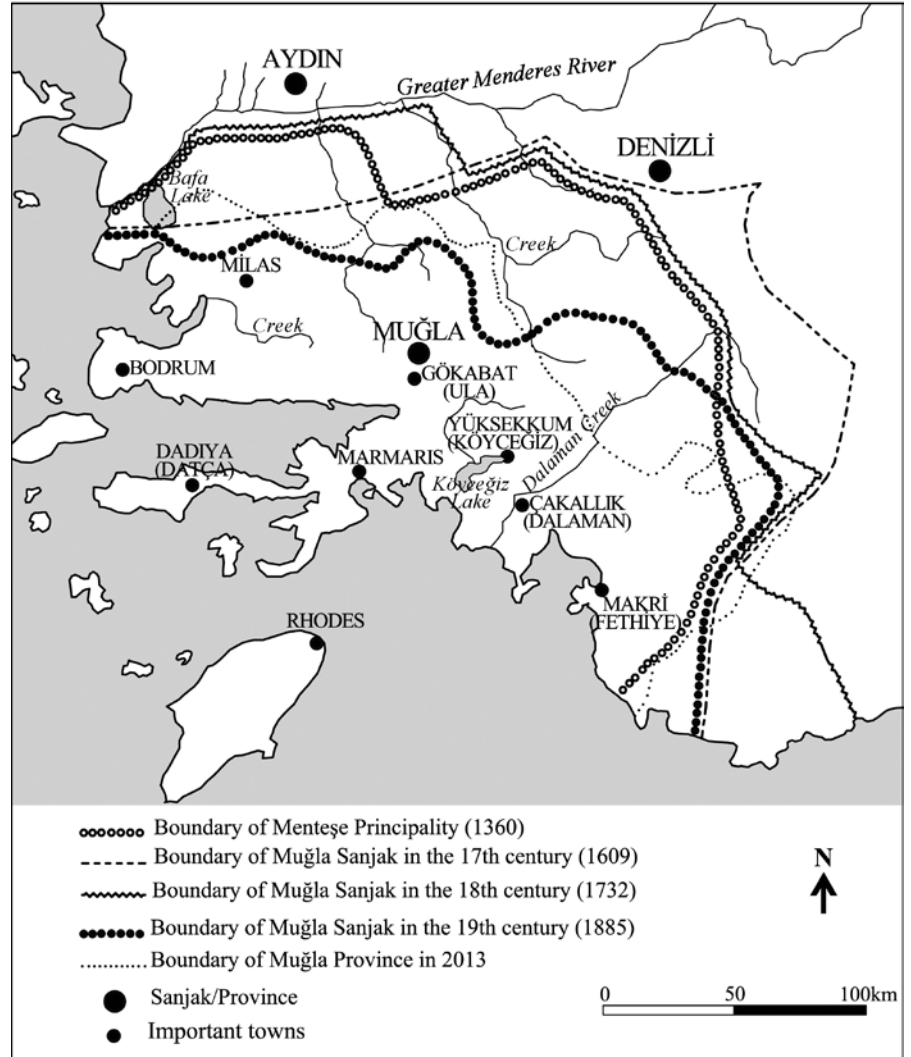 AYDIN
Greater Menderes River
DENİZLİ
Bafa
Lake
Creek
MİLAS
Creek
MUĞLA
BODRUM
GÖKABAT
(ULA)
YÜKSEKKUM
(KÖYCEĞİZ)
Dalaman Creek
DADIYA
(DATÇA)
MARMARIS
Köyceğiz
Lake
ÇAKALLIK
(DALAMAN)
MAKRİ
(FETHİYE)
RHODES
Boundary of Menteşe Principality (1360)
Boundary of Muğla Sanjak in the 17th century (1609)
Boundary of Muğla Sanjak in the 18th century (1732)
Boundary of Muğla Sanjak in the 19th century (1885)
Boundary of Muğla Province in 2013
Sanjak/Province
Important towns
N
0 50 100km